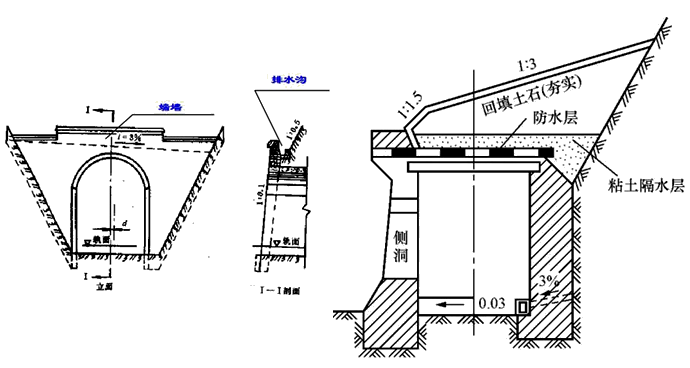 I
端墙
i=3%
d
轨面
I
立面
排水沟
1:0.5
1:0.1
轨面
I—I剖面
1:3
1:1.5
回填土石(夯实)
防水层
粘土隔水层
侧洞
3%
0.03